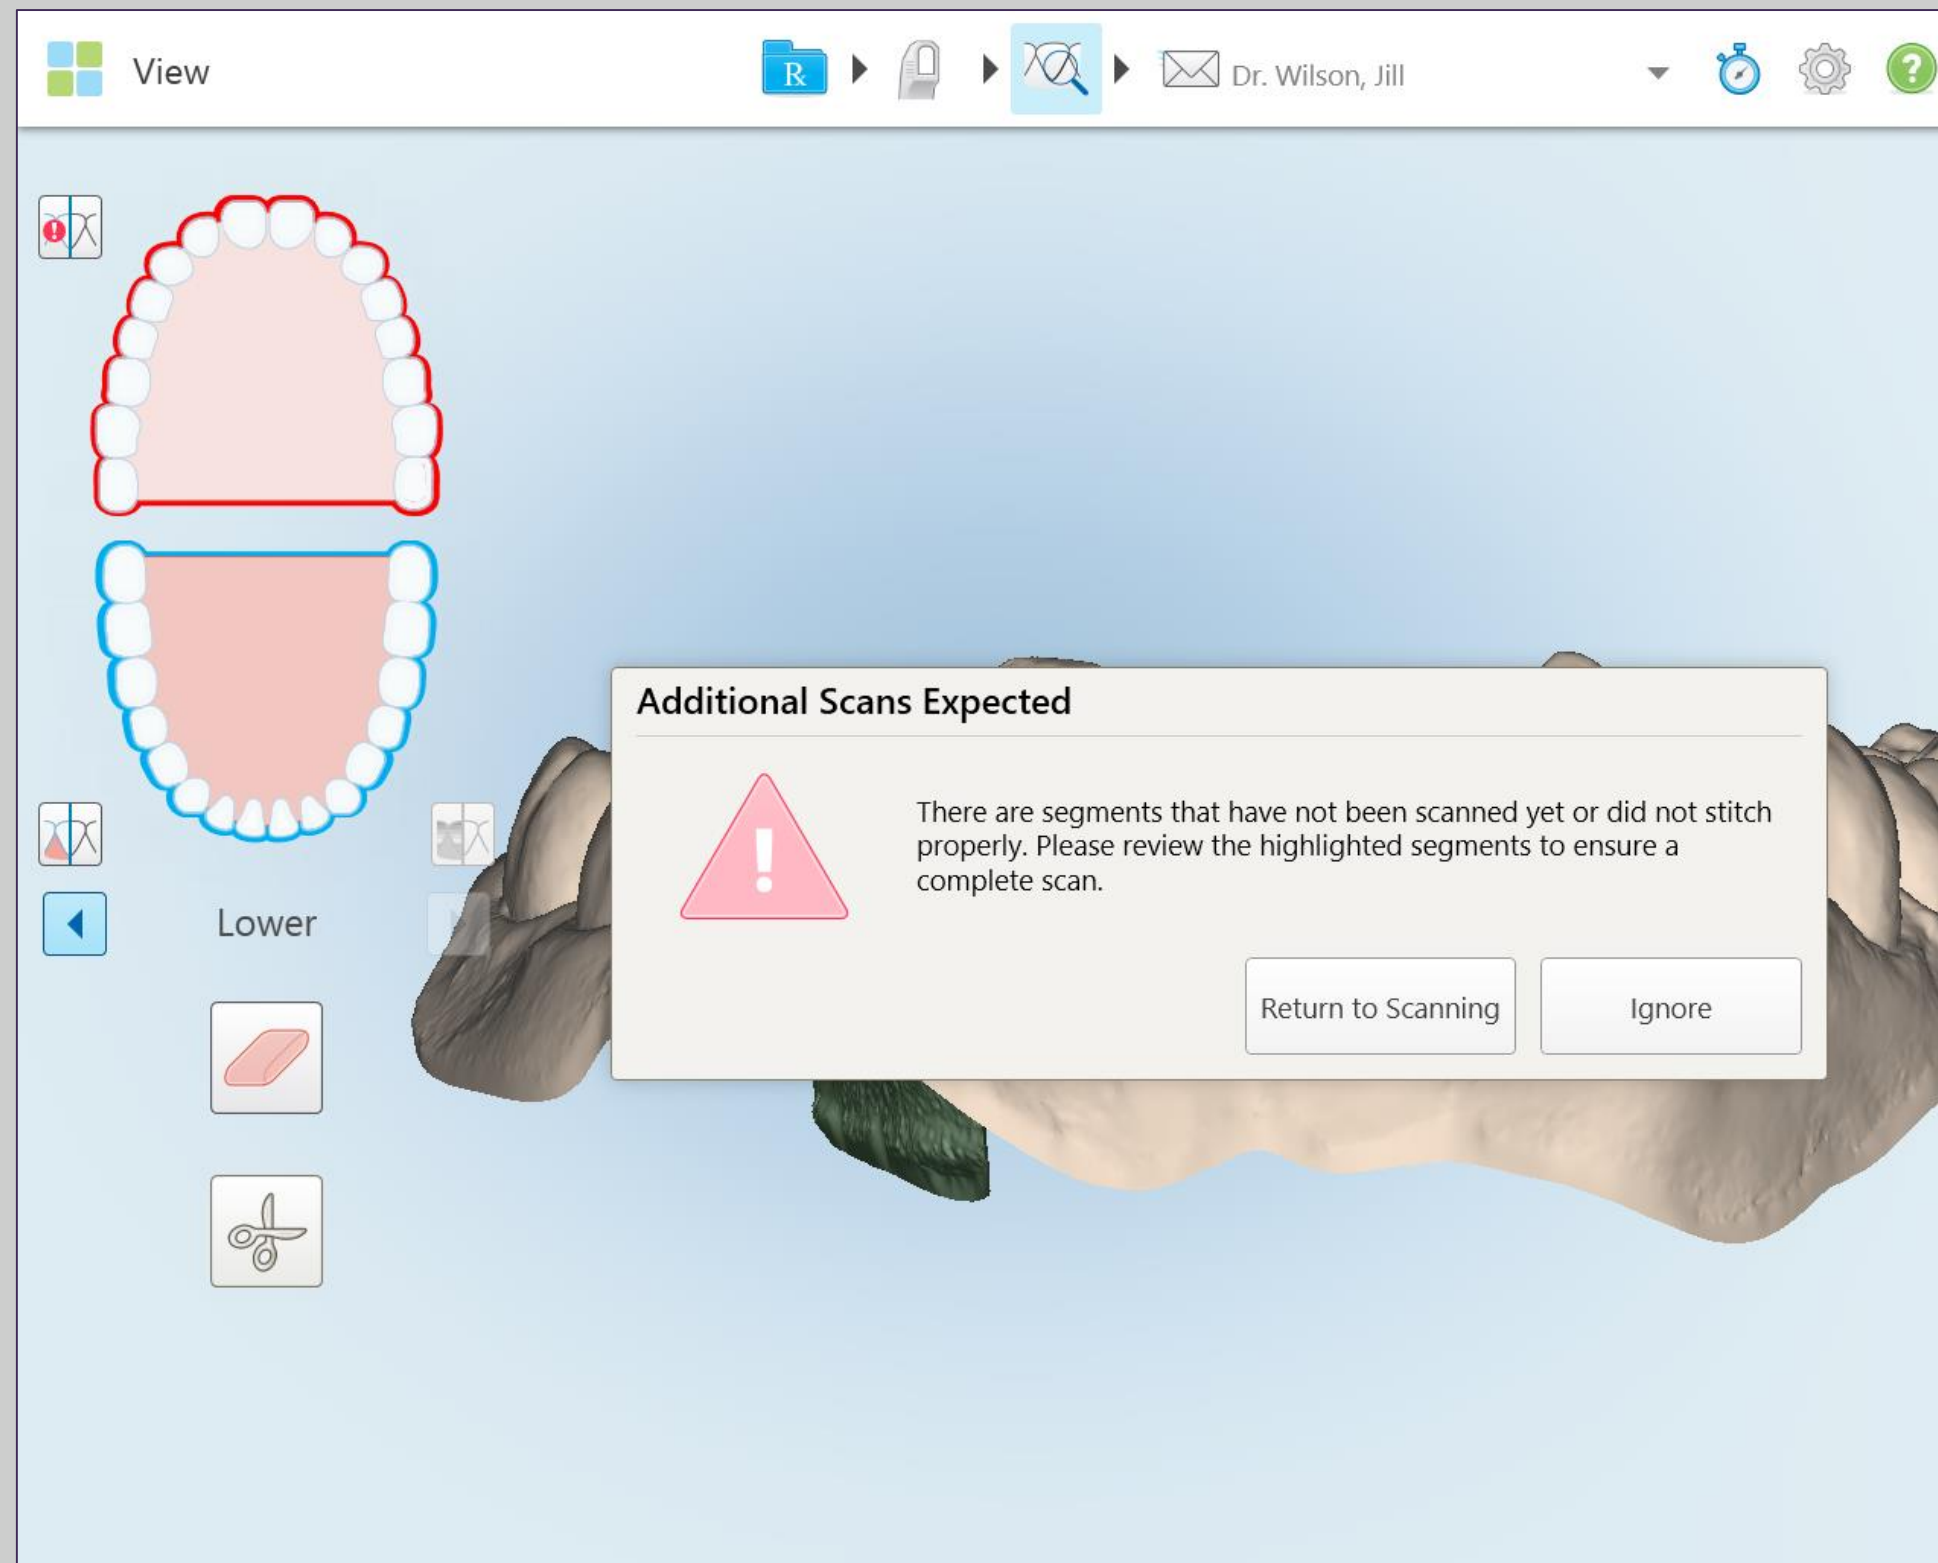 View
R
Dr. Wilson, Jill
?
!
Additional Scans Expected
!
There are segments that have not been scanned yet or did not stitch
properly. Please review the highlighted segments to ensure a
complete scan.
Lower
Return to Scanning
Ignore